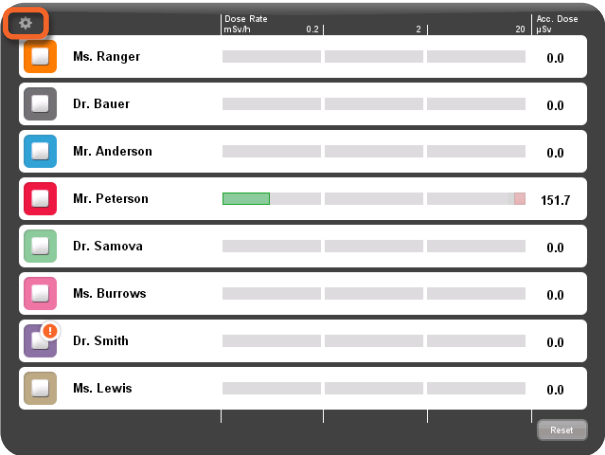 Dose Rate Acc. Dose
mSv/h 0.2 2 20 µSv
Ms. Ranger 0.0
Dr. Bauer 0.0
Mr. Anderson 0.0
Mr. Peterson 151.7
Dr. Samova 0.0
Ms. Burrows 0.0
!
Dr. Smith 0.0
Ms. Lewis 0.0
Reset